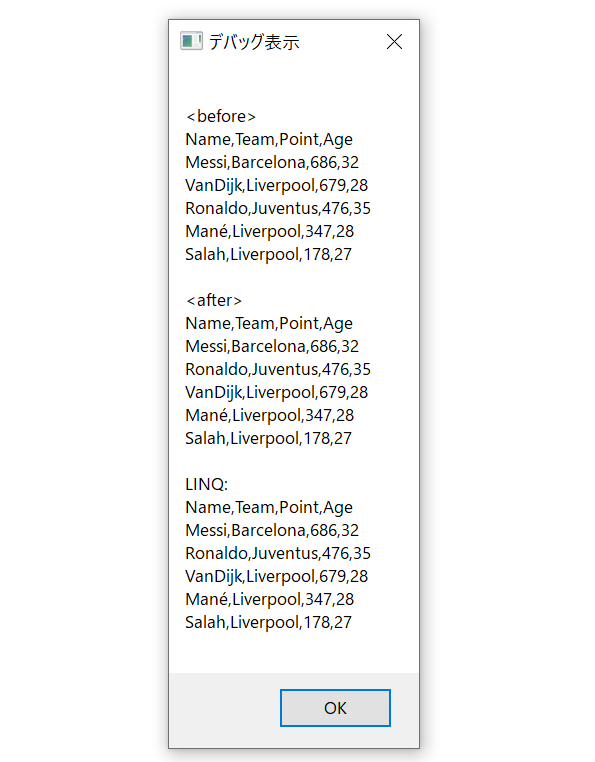 デバッグ表示
<before>
Name,Team,Point,Age
Messi,Barcelona,686,32
VanDijk,Liverpool,679,28
Ronaldo,Juventus,476,35
Mané,Liverpool,347,28
Salah,Liverpool,178,27
<after>
Name,Team,Point,Age
Messi,Barcelona,686,32
Ronaldo,Juventus,476,35
VanDijk,Liverpool,679,28
Mané,Liverpool,347,28
Salah,Liverpool,178,27
LINQ:
Name,Team,Point,Age
Messi,Barcelona,686,32
Ronaldo,Juventus,476,35
VanDijk,Liverpool,679,28
Mané,Liverpool,347,28
Salah,Liverpool,178,27
OK